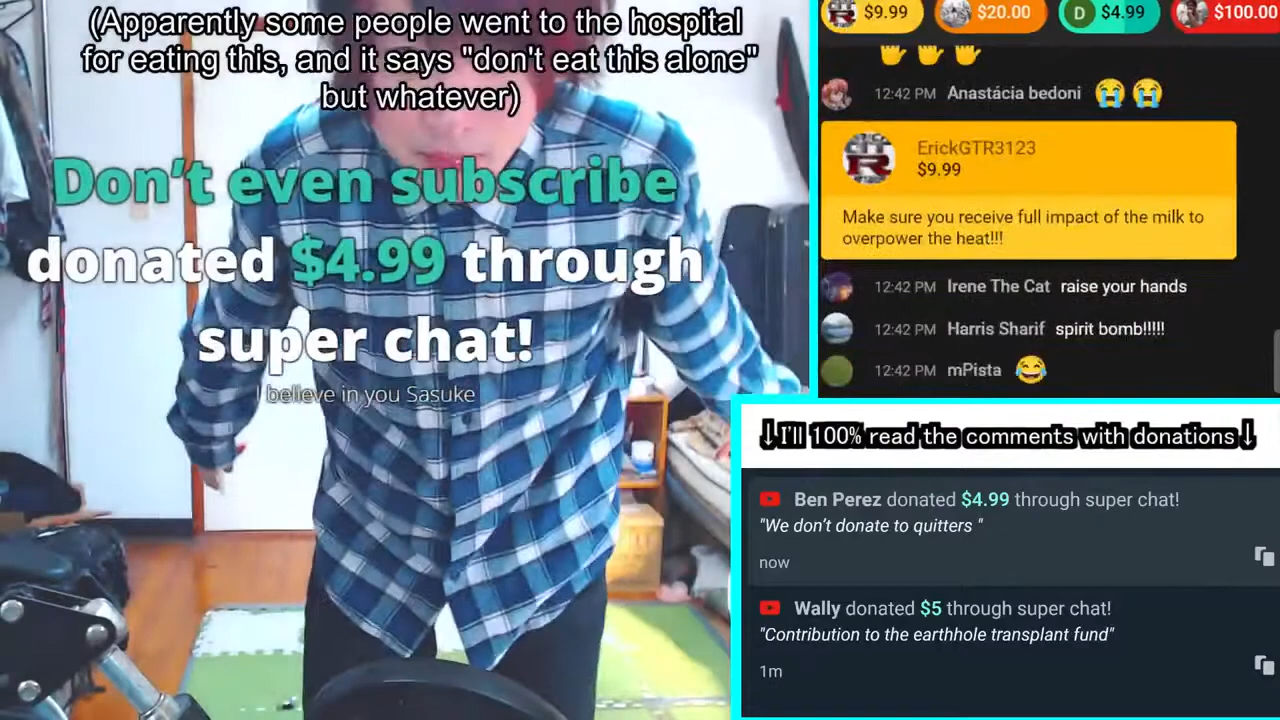 (Apparently some people went to the hospital
for eating this, and it says "don't eat this alone"
but whatever)
Don't even subscribe
donated $4.99 through
super chat!
I believe in you Sasuke
$9.99
$20.00
D $4.99
$100.00
12:42 PM Anastácia bedoni 😭😭
ErickGTR3123
$9.99
Make sure you receive full impact of the milk to
overpower the heat!!!
12:42 PM Irene The Cat raise your hands
12:42 PM Harris Sharif spirit bomb!!!!!
12:42 PM mPista 😂
↓I'll 100% read the comments with donations↓
Ben Perez donated $4.99 through super chat!
"We don't donate to quitters "
now
Wally donated $5 through super chat!
"Contribution to the earthhole transplant fund"
1m